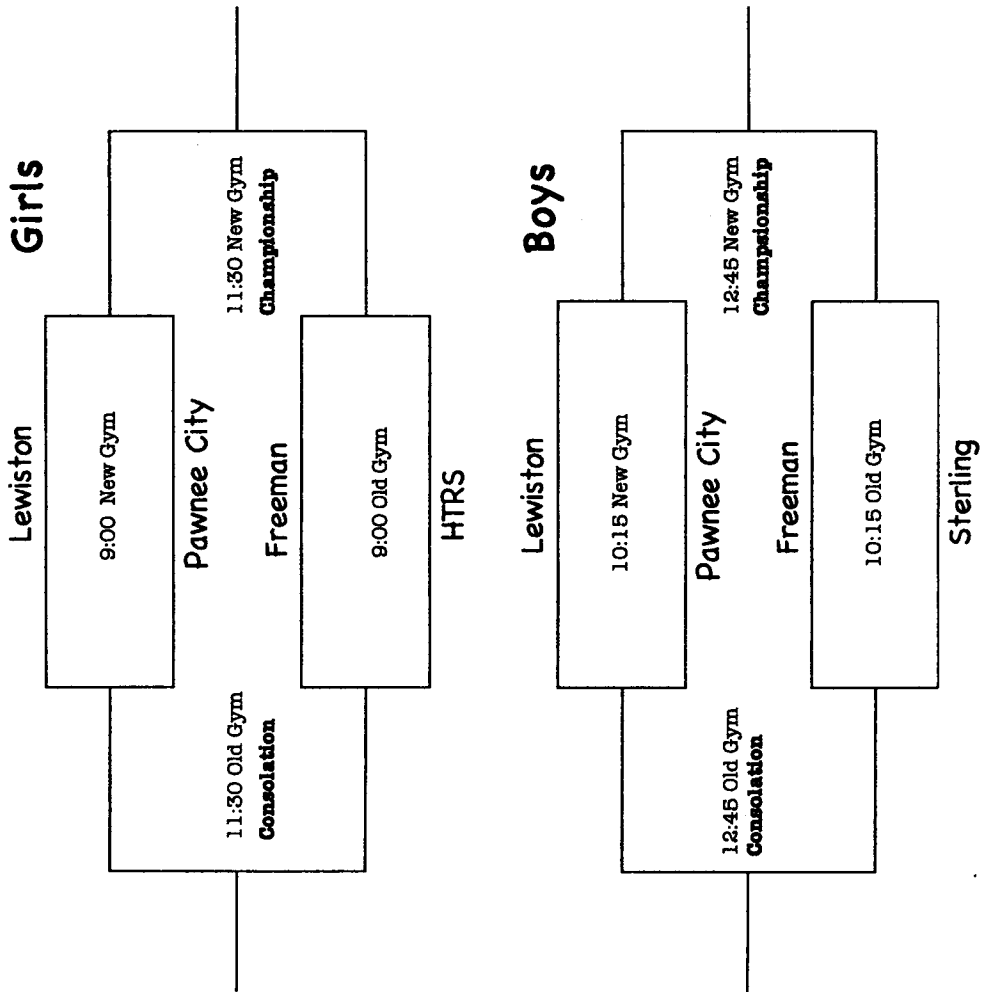 Girls
Lewiston
9:00 New Gym
Pawnee City
11:30 Old Gym
Consolation
11:30 New Gym
Championship
Freeman
9:00 Old Gym
HTRS
Boys
Lewiston
10:15 New Gym
Pawnee City
12:45 Old Gym
Consolation
12:45 New Gym
Champsionship
Freeman
10:15 Old Gym
Sterling